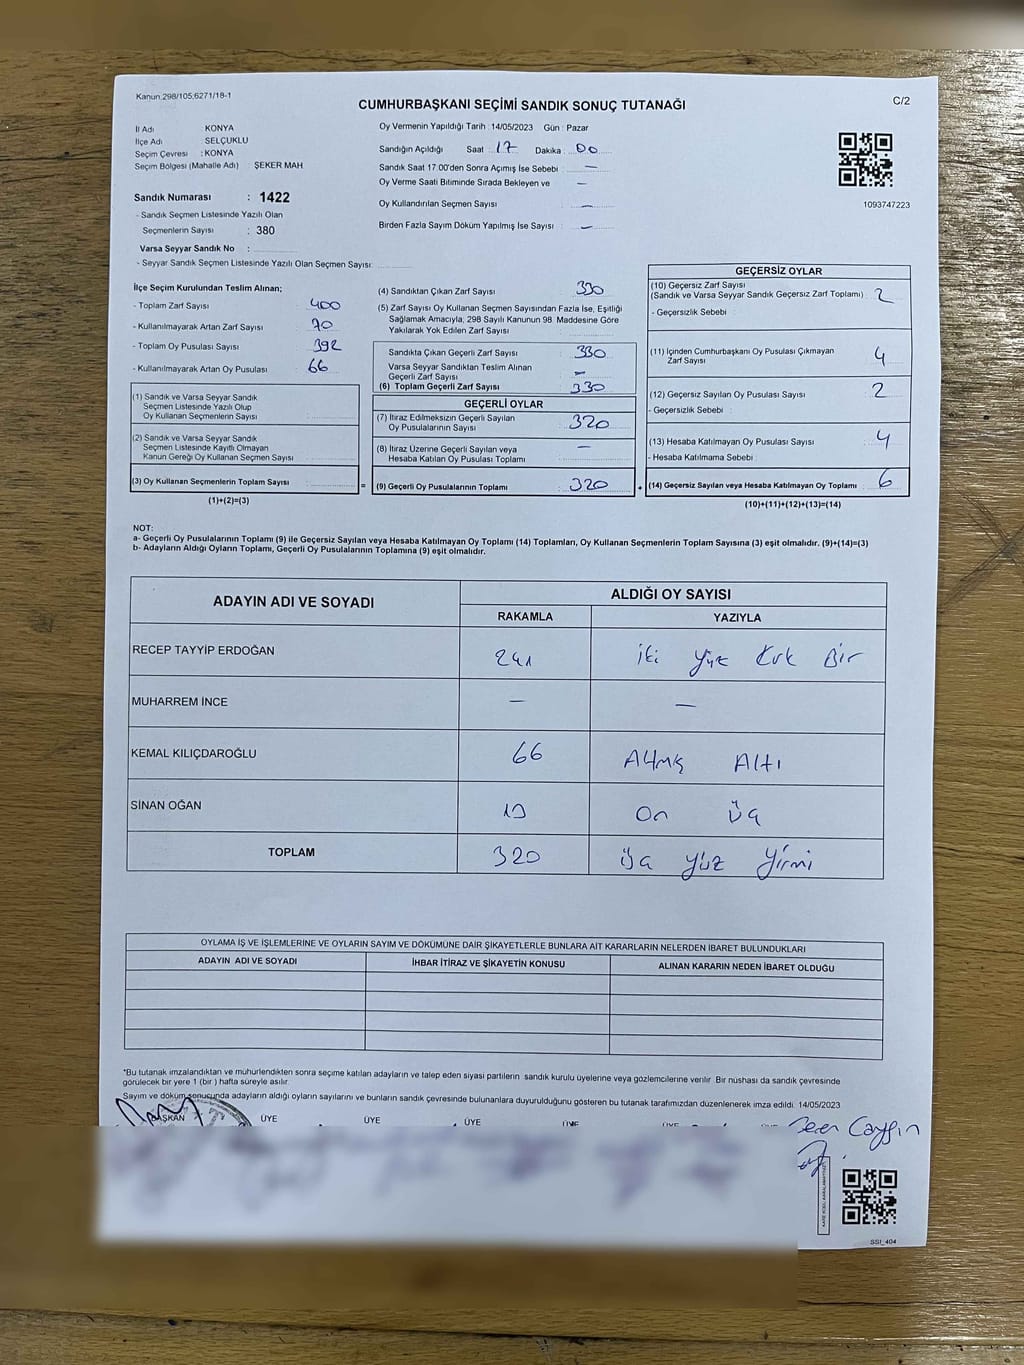 Kanun:298/105;6271/18-1
CUMHURBAŞKANI SEÇİMİ SANDIK SONUÇ TUTANAĞI
C/2
İl Adı KONYA
İlçe Adı SELÇUKLU
Seçim Çevresi : KONYA
Seçim Bölgesi (Mahalle Adı) : ŞEKER MAH.
Sandık Numarası : 1422
- Sandık Seçmen Listesinde Yazılı Olan
Seçmenlerin Sayısı : 380
Varsa Seyyar Sandık No :
- Seyyar Sandık Seçmen Listesinde Yazılı Olan Seçmen Sayısı:
Oy Vermenin Yapıldığı Tarih : 14/05/2023 Gün : Pazar
Sandığın Açıldığı Saat : 17 Dakika : 00
Sandık Saat 17:00'den Sonra Açımış İse Sebebi : —
Oy Verme Saati Bitiminde Sırada Bekleyen ve —
Oy Kullandırılan Seçmen Sayısı —
Birden Fazla Sayım Döküm Yapılmış İse Sayısı : —
1093747223
İlçe Seçim Kurulundan Teslim Alınan;
- Toplam Zarf Sayısı 400
- Kullanılmayarak Artan Zarf Sayısı 70
- Toplam Oy Pusulası Sayısı 392
- Kullanılmayarak Artan Oy Pusulası 66
(1) Sandık ve Varsa Seyyar Sandık
Seçmen Listesinde Yazılı Olup
Oy Kullanan Seçmenlerin Sayısı
(2) Sandık ve Varsa Seyyar Sandık
Seçmen Listesinde Kayıtlı Olmayan
Kanun Gereği Oy Kullanan Seçmen Sayısı
(3) Oy Kullanan Seçmenlerin Toplam Sayısı =
(1)+(2)=(3)
(4) Sandıktan Çıkan Zarf Sayısı : 330
(5) Zarf Sayısı Oy Kullanan Seçmen Sayısından Fazla İse, Eşitliği
Sağlamak Amacıyla, 298 Sayılı Kanunun 98. Maddesine Göre
Yakılarak Yok Edilen Zarf Sayısı :
Sandıkta Çıkan Geçerli Zarf Sayısı 330
Varsa Seyyar Sandıktan Teslim Alınan
Geçerli Zarf Sayısı —
(6) Toplam Geçerli Zarf Sayısı : 330
GEÇERLİ OYLAR
(7) İtiraz Edilmeksizin Geçerli Sayılan
Oy Pusulalarının Sayısı : 320
(8) İtiraz Üzerine Geçerli Sayılan veya
Hesaba Katılan Oy Pusulası Toplamı —
(9) Geçerli Oy Pusulalarının Toplamı : 320 +
GEÇERSİZ OYLAR
(10) Geçersiz Zarf Sayısı
(Sandık ve Varsa Seyyar Sandık Geçersiz Zarf Toplamı) 2
- Geçersizlik Sebebi :
(11) İçinden Cumhurbaşkanı Oy Pusulası Çıkmayan
Zarf Sayısı 4
(12) Geçersiz Sayılan Oy Pusulası Sayısı 2
- Geçersizlik Sebebi :
(13) Hesaba Katılmayan Oy Pusulası Sayısı 4
- Hesaba Katılmama Sebebi
(14) Geçersiz Sayılan veya Hesaba Katılmayan Oy Toplamı : 6
(10)+(11)+(12)+(13)=(14)
NOT:
a- Geçerli Oy Pusulalarının Toplamı (9) ile Geçersiz Sayılan veya Hesaba Katılmayan Oy Toplamı (14) Toplamları, Oy Kullanan Seçmenlerin Toplam Sayısına (3) eşit olmalıdır. (9)+(14)=(3)
b- Adayların Aldığı Oyların Toplamı, Geçerli Oy Pusulalarının Toplamına (9) eşit olmalıdır.
ADAYIN ADI VE SOYADI
ALDIĞI OY SAYISI
RAKAMLA YAZIYLA
RECEP TAYYİP ERDOĞAN 241 İki Yüz Kırk Bir
MUHARREM İNCE — —
KEMAL KILIÇDAROĞLU 66 Altmış Altı
SİNAN OĞAN 13 On Üç
TOPLAM 320 Üç Yüz Yirmi
OYLAMA İŞ VE İŞLEMLERİNE VE OYLARIN SAYIM VE DÖKÜMÜNE DAİR ŞİKAYETLERLE BUNLARA AİT KARARLARIN NELERDEN İBARET BULUNDUKLARI
ADAYIN ADI VE SOYADI İHBAR İTİRAZ VE ŞİKAYETİN KONUSU ALINAN KARARIN NEDEN İBARET OLDUĞU
*Bu tutanak imzalandıktan ve mühürlendikten sonra seçime katılan adayların ve talep eden siyasi partilerin sandık kurulu üyelerine veya gözlemcilerine verilir. Bir nüshası da sandık çevresinde
görülecek bir yere 1 (bir ) hafta süreyle asılır.
Sayım ve döküm sonucunda adayların aldığı oyların sayılarını ve bunların sandık çevresinde bulunanlara duyurulduğunu gösteren bu tutanak tarafımızdan düzenlenerek imza edildi. 14/05/2023
BAŞKAN ÜYE ÜYE ÜYE ÜYE ÜYE
SSI_404